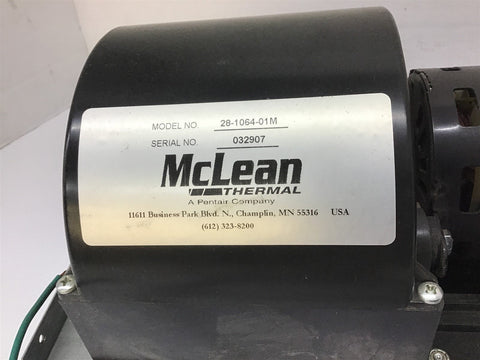 MODEL NO. 28-1064-01M
SERIAL NO. 032907
McLean
THERMAL
A Pentair Company
11611 Business Park Blvd. N., Champlin, MN 55316 USA
(612) 323-8200